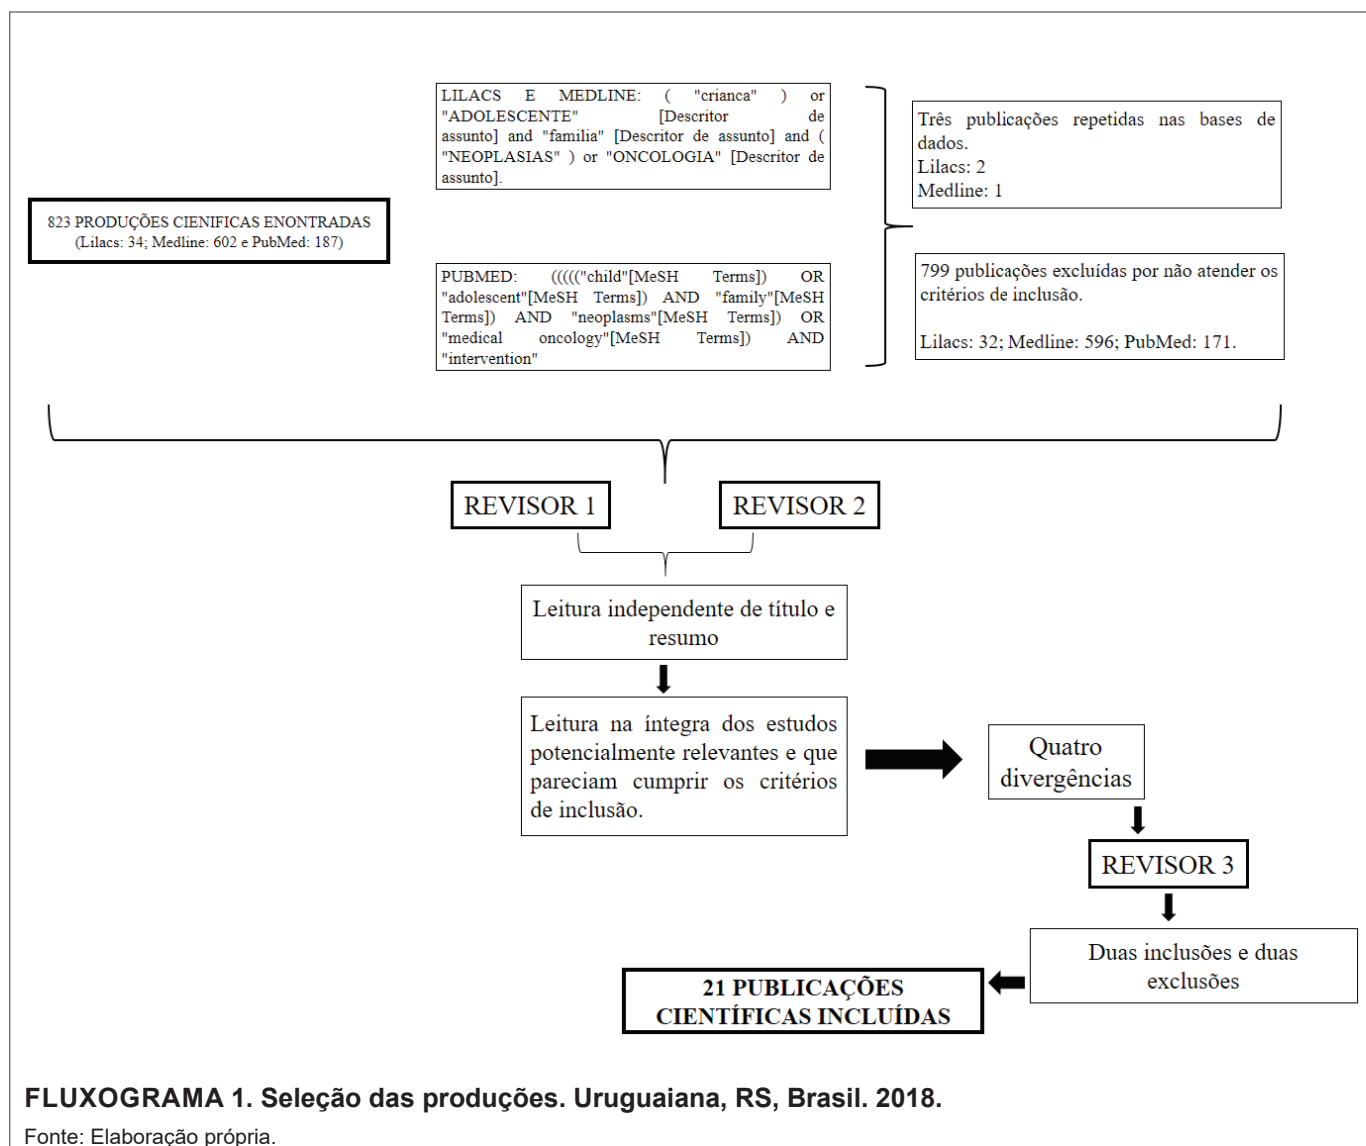 823 PRODUÇÕES CIENIFICAS ENONTRADAS
(Lilacs: 34; Medline: 602 e PubMed: 187)
LILACS E MEDLINE: ( "crianca" ) or
"ADOLESCENTE" [Descritor de
assunto] and "familia" [Descritor de assunto] and (
"NEOPLASIAS" ) or "ONCOLOGIA" [Descritor de
assunto].
PUBMED: ((((("child"[MeSH Terms]) OR
"adolescent"[MeSH Terms]) AND "family"[MeSH
Terms]) AND "neoplasms"[MeSH Terms]) OR
"medical oncology"[MeSH Terms]) AND
"intervention"
Três publicações repetidas nas bases de
dados.
Lilacs: 2
Medline: 1
799 publicações excluídas por não atender os
critérios de inclusão.
Lilacs: 32; Medline: 596; PubMed: 171.
REVISOR 1
REVISOR 2
Leitura independente de título e
resumo
Leitura na íntegra dos estudos
potencialmente relevantes e que
pareciam cumprir os critérios
de inclusão.
Quatro
divergências
REVISOR 3
Duas inclusões e duas
exclusões
21 PUBLICAÇÕES
CIENTÍFICAS INCLUÍDAS
FLUXOGRAMA 1. Seleção das produções. Uruguaiana, RS, Brasil. 2018.
Fonte: Elaboração própria.